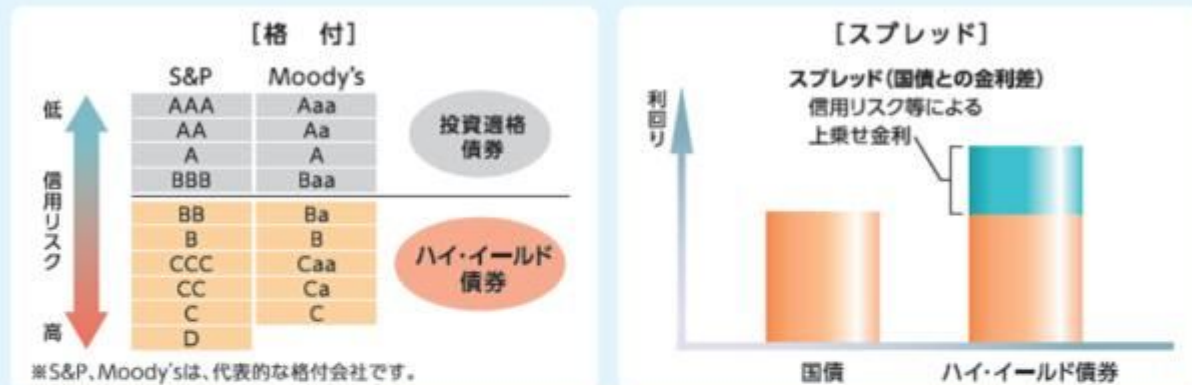 [格　付]
S&P Moody's
低
AAA Aaa
AA Aa
A A
BBB Baa
投資適格
債券
信用リスク
BB Ba
B B
CCC Caa
CC Ca
C C
D
ハイ・イールド
債券
高
※S&P、Moody'sは、代表的な格付会社です。
[スプレッド]
スプレッド(国債との金利差)
信用リスク等による
上乗せ金利
利回り
国債
ハイ・イールド債券